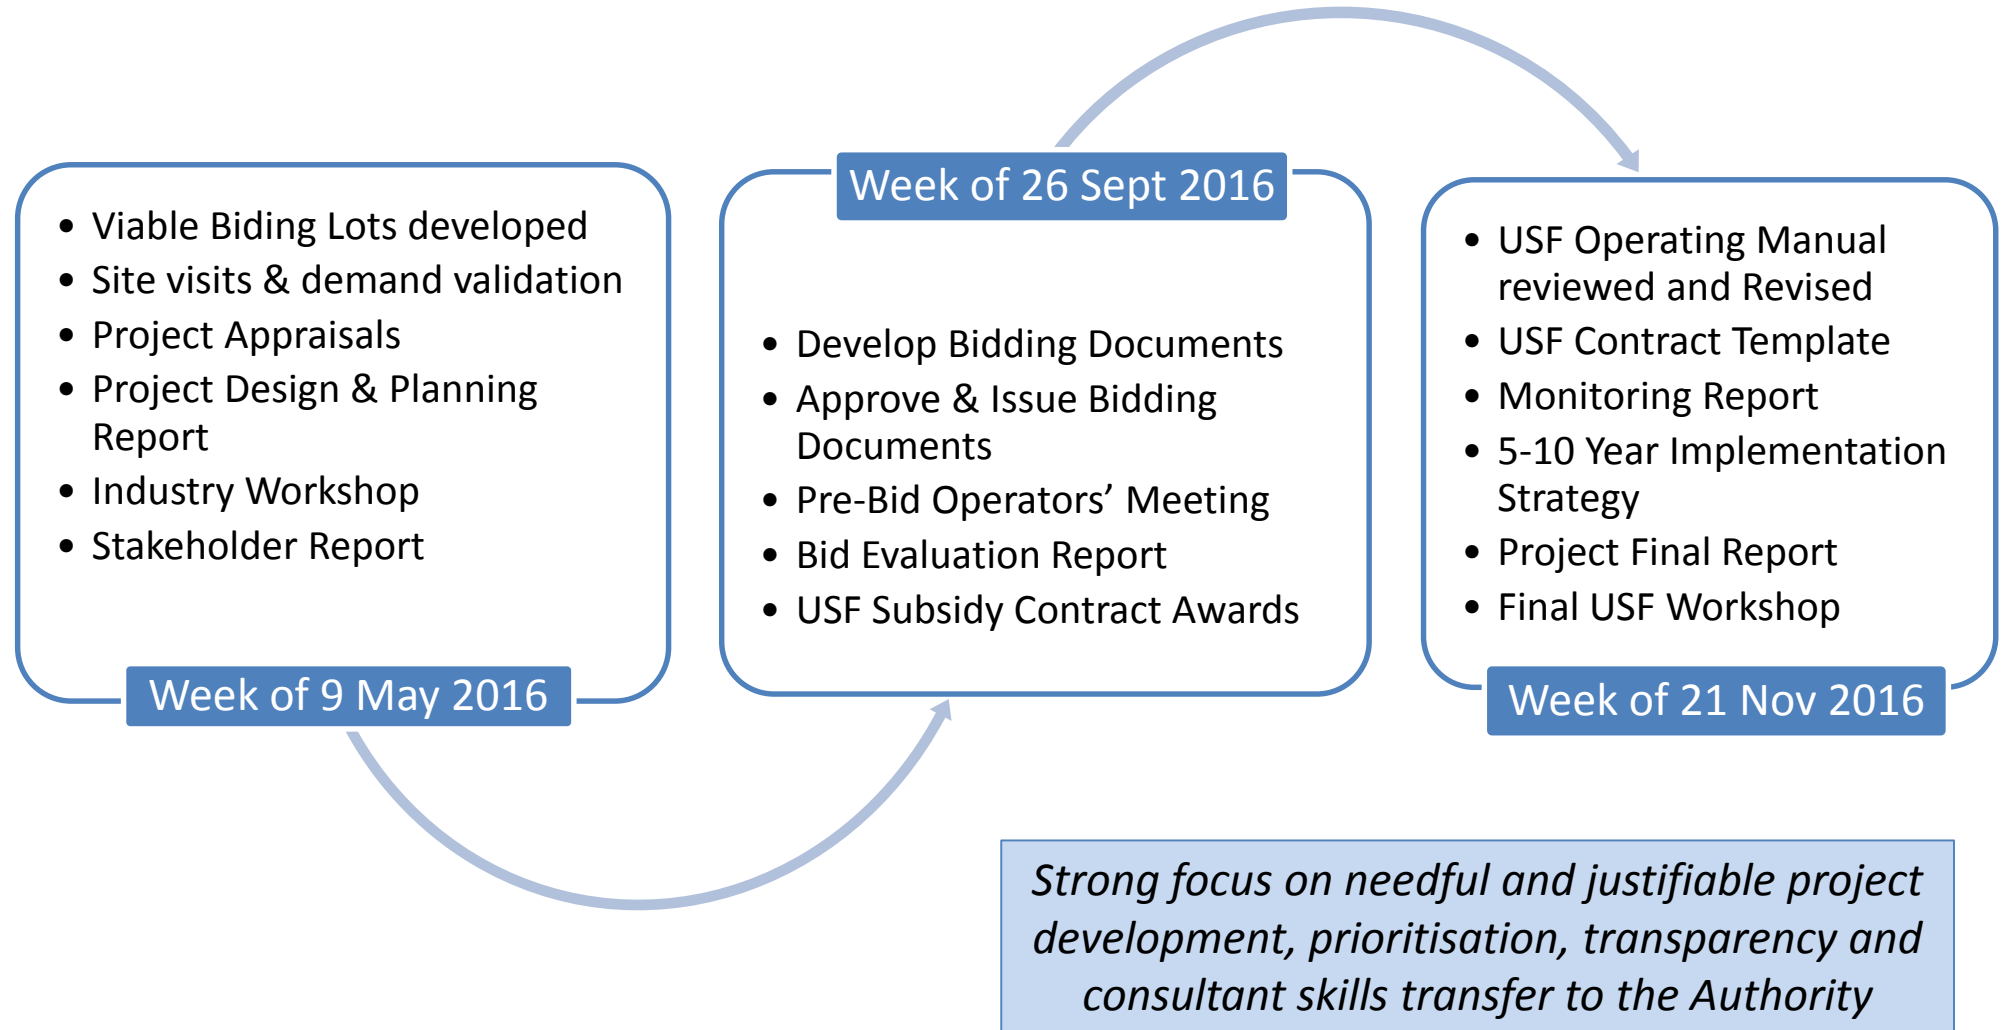 • Viable Biding Lots developed
• Site visits & demand validation
• Project Appraisals
• Project Design & Planning
Report
• Industry Workshop
• Stakeholder Report
Week of 9 May 2016
Week of 26 Sept 2016
• Develop Bidding Documents
• Approve & Issue Bidding
Documents
• Pre-Bid Operators’ Meeting
• Bid Evaluation Report
• USF Subsidy Contract Awards
• USF Operating Manual
reviewed and Revised
• USF Contract Template
• Monitoring Report
• 5-10 Year Implementation
Strategy
• Project Final Report
• Final USF Workshop
Week of 21 Nov 2016
Strong focus on needful and justifiable project
development, prioritisation, transparency and
consultant skills transfer to the Authority